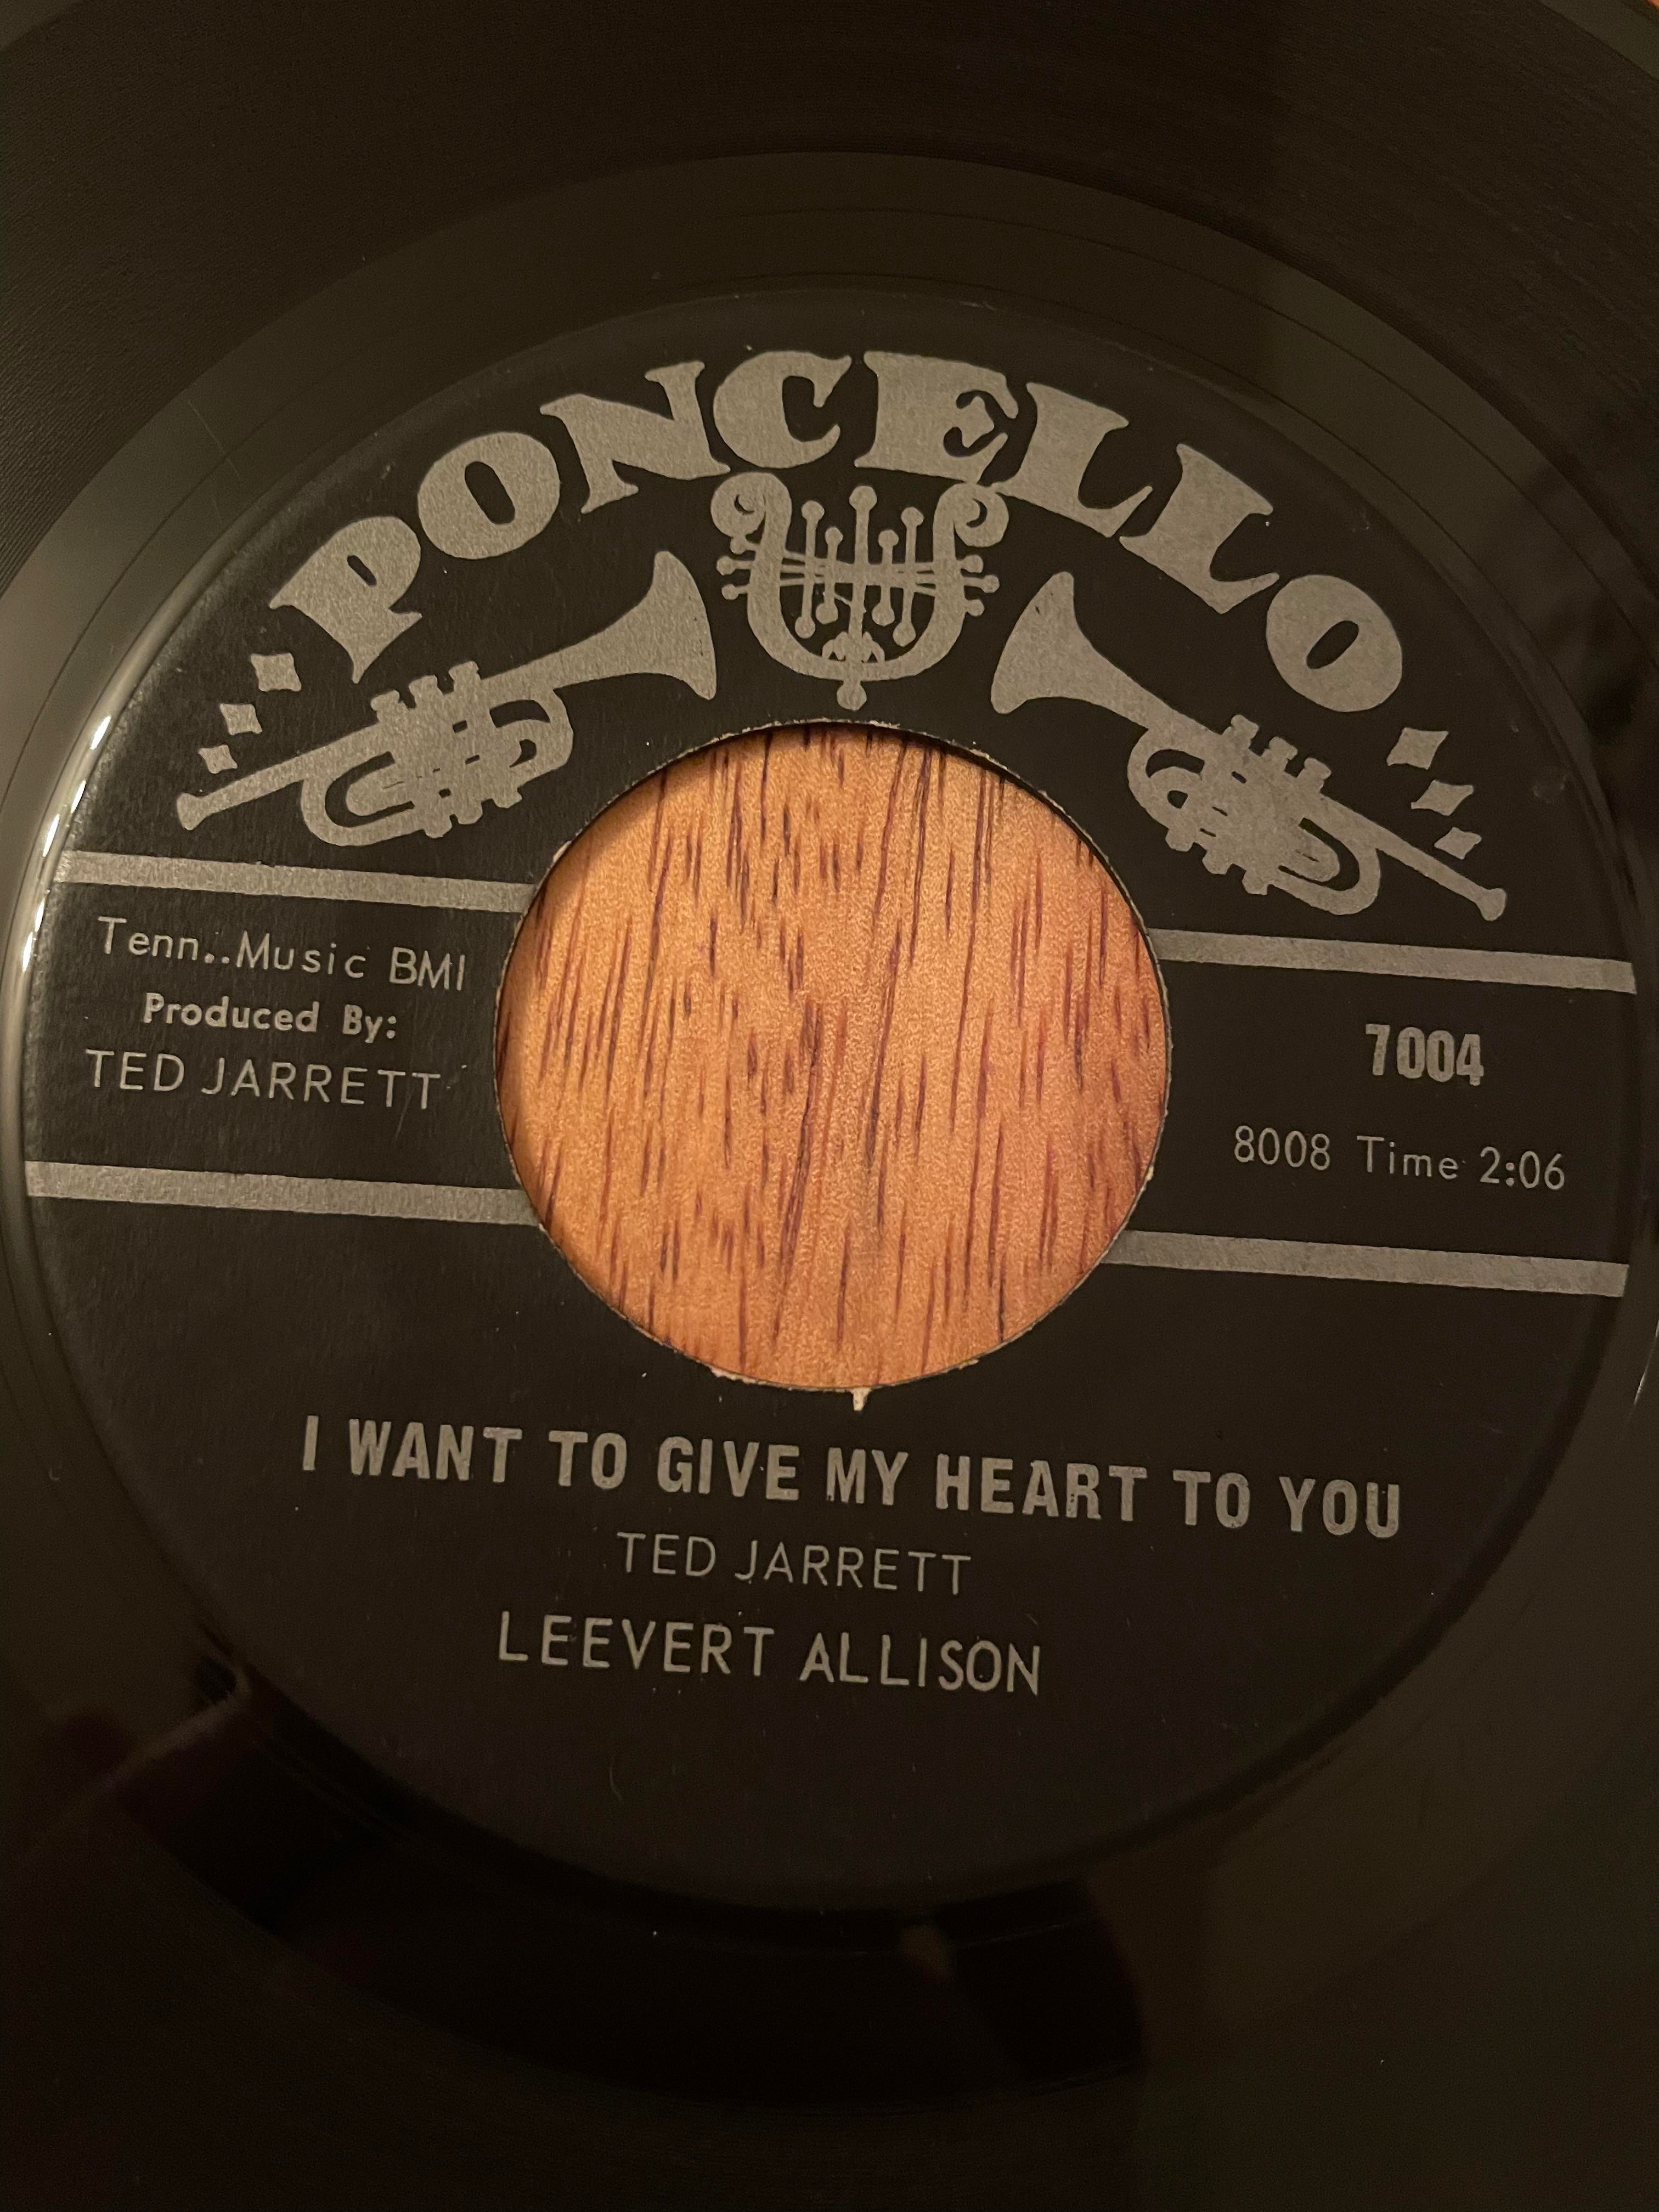 PONCELLO
Tenn..Music BMI
Produced By:
TED JARRETT
7004
8008 Time 2:06
I WANT TO GIVE MY HEART TO YOU
TED JARRETT
LEEVERT ALLISON